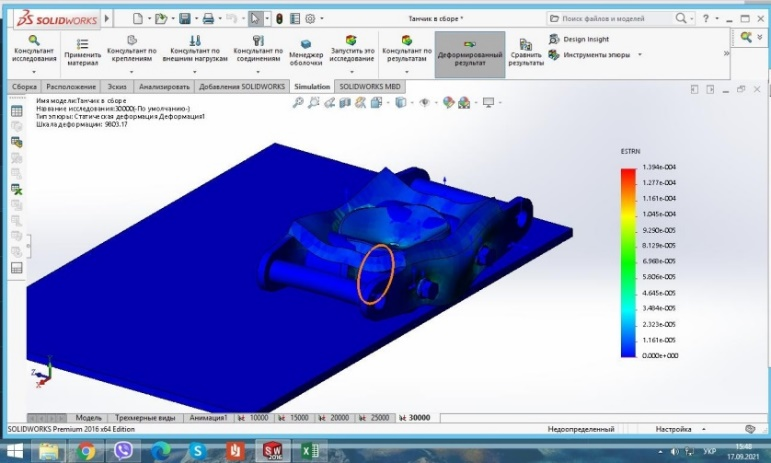 SOLIDWORKS
Танчик в сборе *
Поиск файлов и моделей
Консультант исследования
Применить материал
Консультант по креплениям
Консультант по внешним нагрузкам
Консультант по соединениям
Менеджер оболочки
Запустить это исследование
Консультант по результатам
Деформированный результат
Сравнить результаты
Design Insight
Инструменты эпюры
Сборка Расположение Эскиз Анализировать Добавления SOLIDWORKS Simulation SOLIDWORKS MBD
Имя модели:Танчик в сборе
Название исследования:30000(-По умолчанию-)
Тип эпюры: Статическая деформация Деформация1
Шкала деформации: 9603.17
ESTRN
1.394e-004
1.277e-004
1.161e-004
1.045e-004
9.290e-005
8.129e-005
6.968e-005
5.806e-005
4.645e-005
3.484e-005
2.323e-005
1.161e-005
0.000e+000
Y
Z
X
Модель Трехмерные виды Анимация1 10000 15000 20000 25000 30000
SOLIDWORKS Premium 2016 x64 Edition
Недоопределенный
Настройка
УКР
15:48
17.09.2021